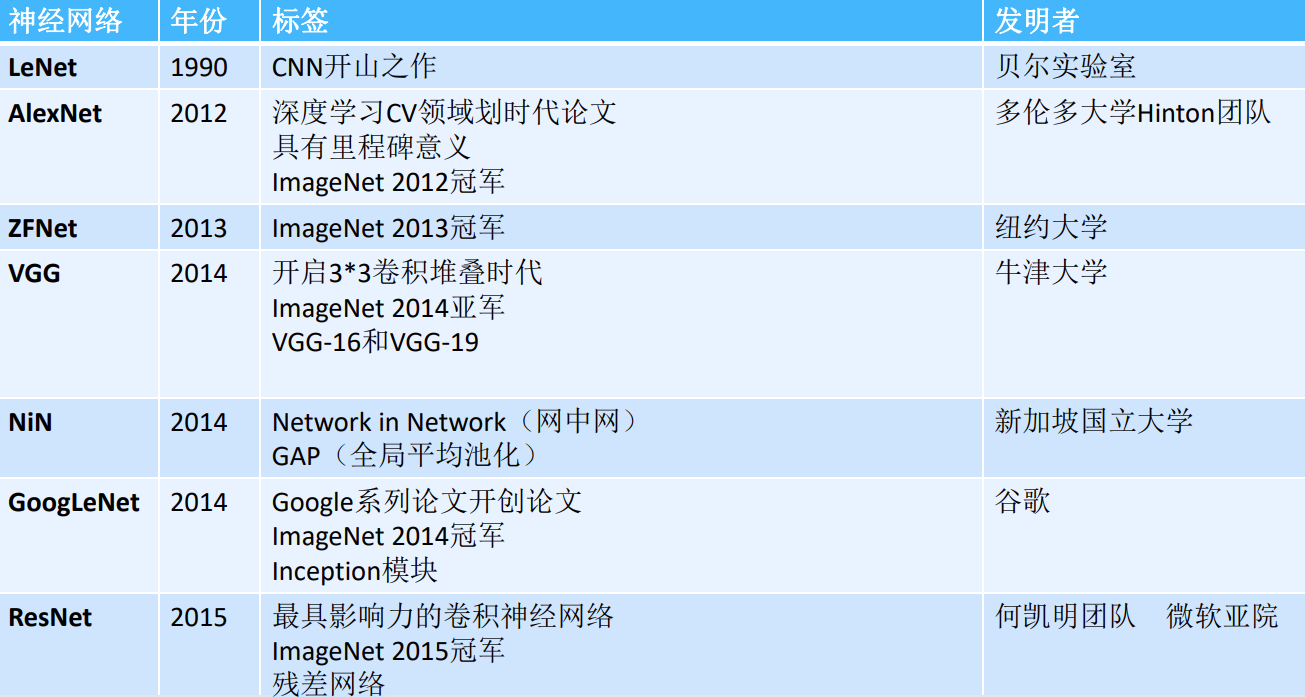 神经网络 年份 标签 发明者
LeNet 1990 CNN开山之作 贝尔实验室
AlexNet 2012 深度学习CV领域划时代论文 多伦多大学Hinton团队
具有里程碑意义
ImageNet 2012冠军
ZFNet 2013 ImageNet 2013冠军 纽约大学
VGG 2014 开启3*3卷积堆叠时代 牛津大学
ImageNet 2014亚军
VGG-16和VGG-19
NiN 2014 Network in Network（网中网） 新加坡国立大学
GAP（全局平均池化）
GoogLeNet 2014 Google系列论文开创论文 谷歌
ImageNet 2014冠军
Inception模块
ResNet 2015 最具影响力的卷积神经网络 何凯明团队 微软亚院
ImageNet 2015冠军
残差网络